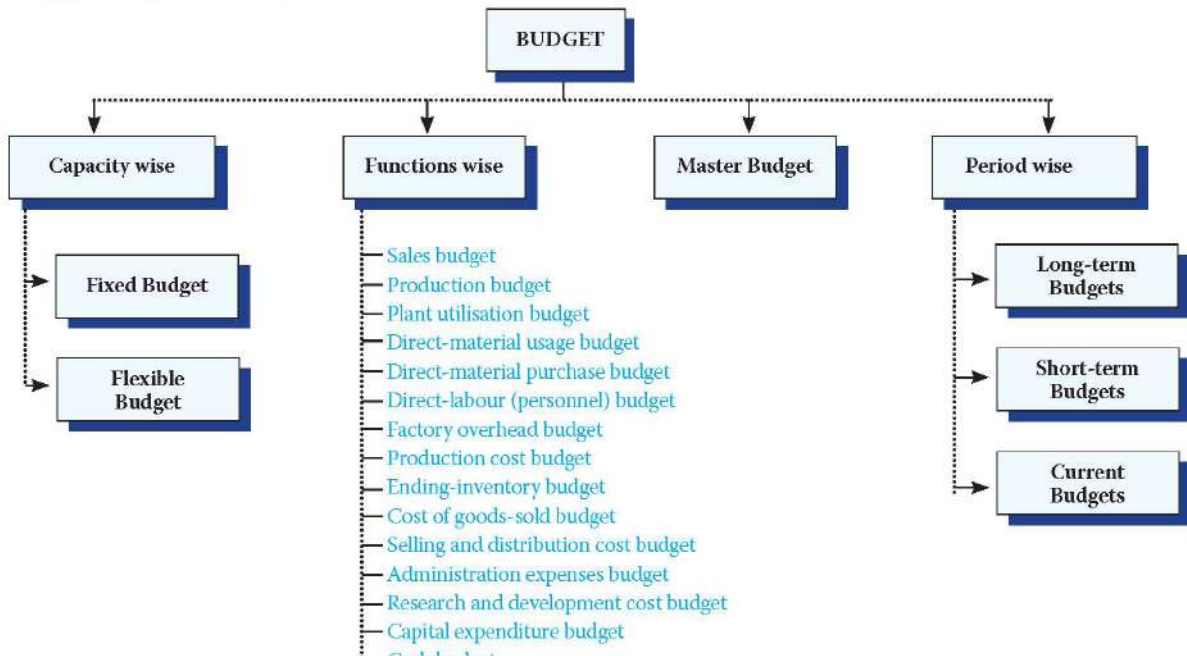 BUDGET
Capacity wise
Functions wise
Master Budget
Period wise
Fixed Budget
Flexible
Budget
Sales budget
Production budget
Plant utilisation budget
Direct-material usage budget
Direct-material purchase budget
Direct-labour (personnel) budget
Factory overhead budget
Production cost budget
Ending-inventory budget
Cost of goods-sold budget
Selling and distribution cost budget
Administration expenses budget
Research and development cost budget
Capital expenditure budget
Long-term
Budgets
Short-term
Budgets
Current
Budgets